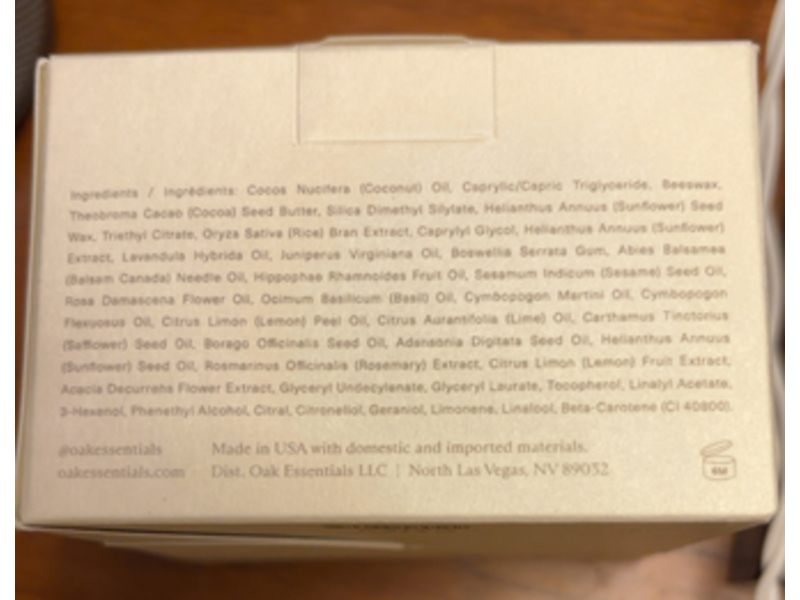 Ingredients / Ingrédients: Cocos Nucifera (Coconut) Oil, Caprylic/Capric Triglyceride, Beeswax,
Theobroma Cacao (Cocoa) Seed Butter, Silica Dimethyl Silylate, Helianthus Annuus (Sunflower) Seed
Wax, Triethyl Citrate, Oryza Sativa (Rice) Bran Extract, Caprylyl Glycol, Helianthus Annuus (Sunflower)
Extract, Lavandula Hybrida Oil, Juniperus Virginiana Oil, Boswellia Serrata Gum, Abies Balsamea
(Balsam Canada) Needle Oil, Hippophae Rhamnoides Fruit Oil, Sesamum Indicum (Sesame) Seed Oil,
Rosa Damascena Flower Oil, Ocimum Basilicum (Basil) Oil, Cymbopogon Martini Oil, Cymbopogon
Flexuosus Oil, Citrus Limon (Lemon) Peel Oil, Citrus Aurantifolia (Lime) Oil, Carthamus Tinctorius
(Safflower) Seed Oil, Borago Officinalis Seed Oil, Adansonia Digitata Seed Oil, Helianthus Annuus
(Sunflower) Seed Oil, Rosmarinus Officinalis (Rosemary) Extract, Citrus Limon (Lemon) Fruit Extract,
Acacia Decurrens Flower Extract, Glyceryl Undecylenate, Glyceryl Laurate, Tocopherol, Linalyl Acetate,
3-Hexenol, Phenethyl Alcohol, Citral, Citronellol, Geraniol, Limonene, Linalool, Beta-Carotene (CI 40800).
@oakessentials
oakessentials.com
Made in USA with domestic and imported materials.
Dist. Oak Essentials LLC | North Las Vegas, NV 89032
6M